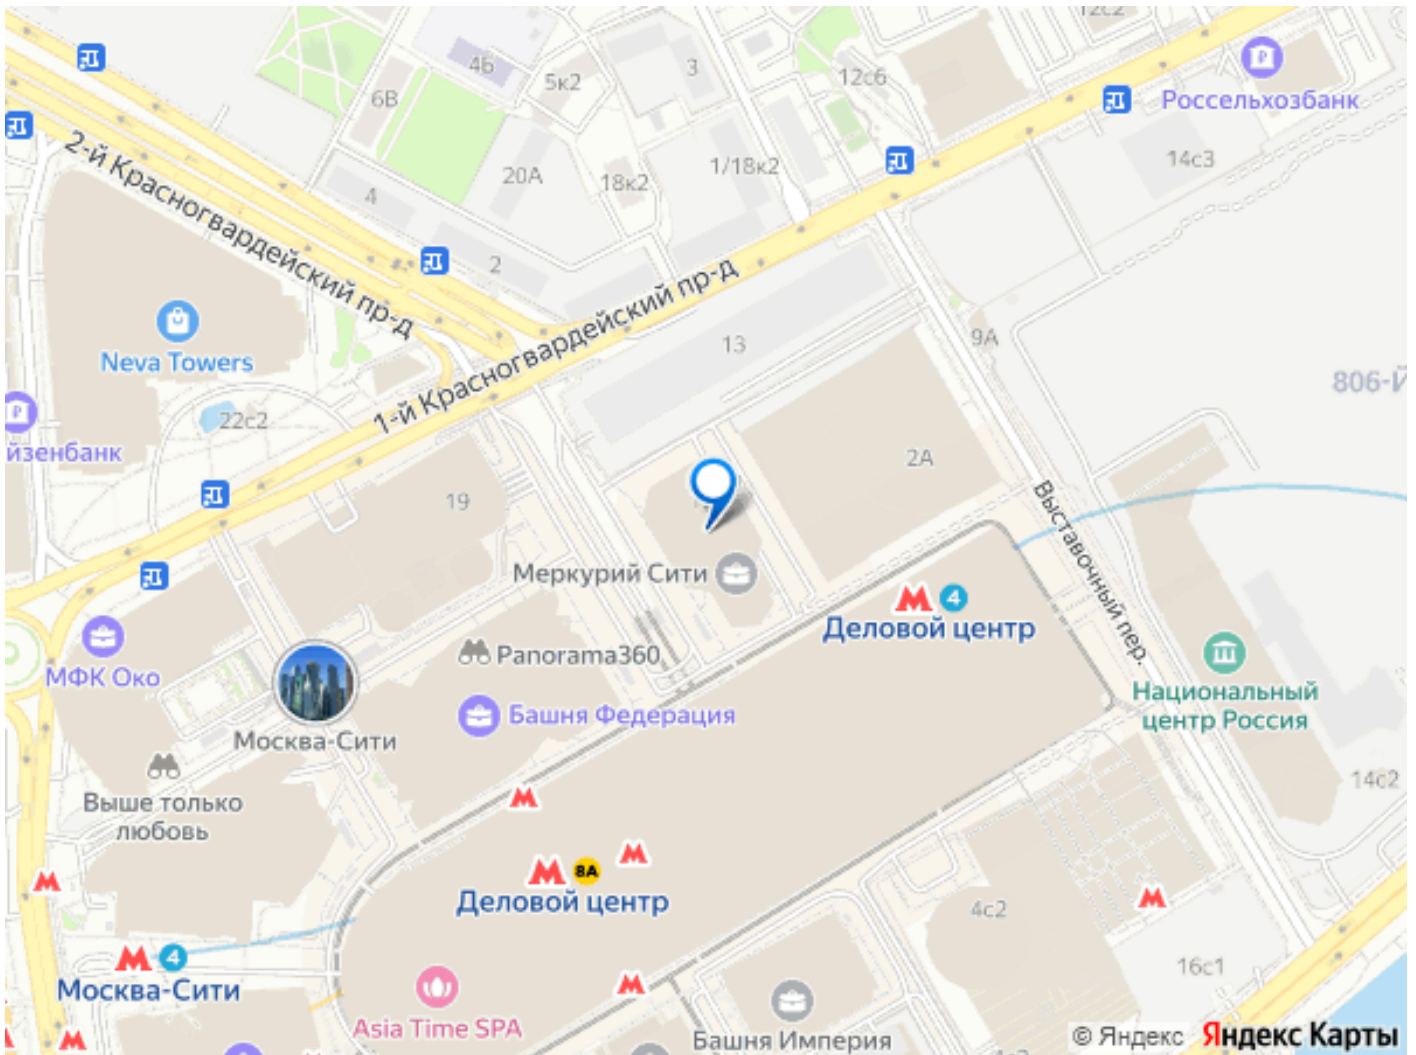 12с2
4Б
3
5к2
12с6
6В
Россельхозбанк
2-й Красногвардейский пр-д
20А
1/18к2
14с3
18к2
4
2
1-й Красногвардейский пр-д
Neva Towers
13
9А
806-Й
22с2
йзенбанк
2А
19
Выставочный пер.
Меркурий Сити
4
Деловой центр
МФК Око
Panorama360
Башня Федерация
Национальный
центр Россия
Москва-Сити
14с2
Выше только
любовь
8А
Деловой центр
4с2
4
Москва-Сити
16с1
Asia Time SPA
Башня Империя
© Яндекс Яндекс Карты